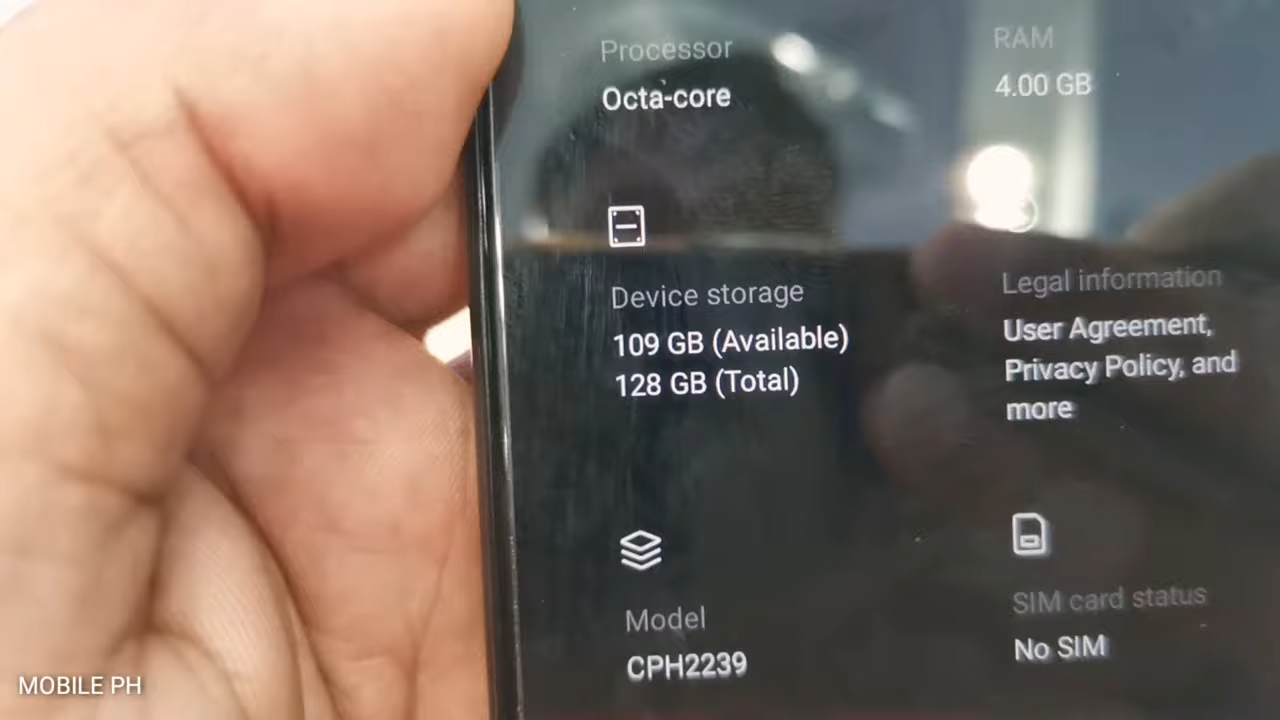 Processor
Octa-core
RAM
4.00 GB
Device storage
109 GB (Available)
128 GB (Total)
Legal information
User Agreement,
Privacy Policy, and
more
Model
CPH2239
SIM card status
No SIM
MOBILE PH